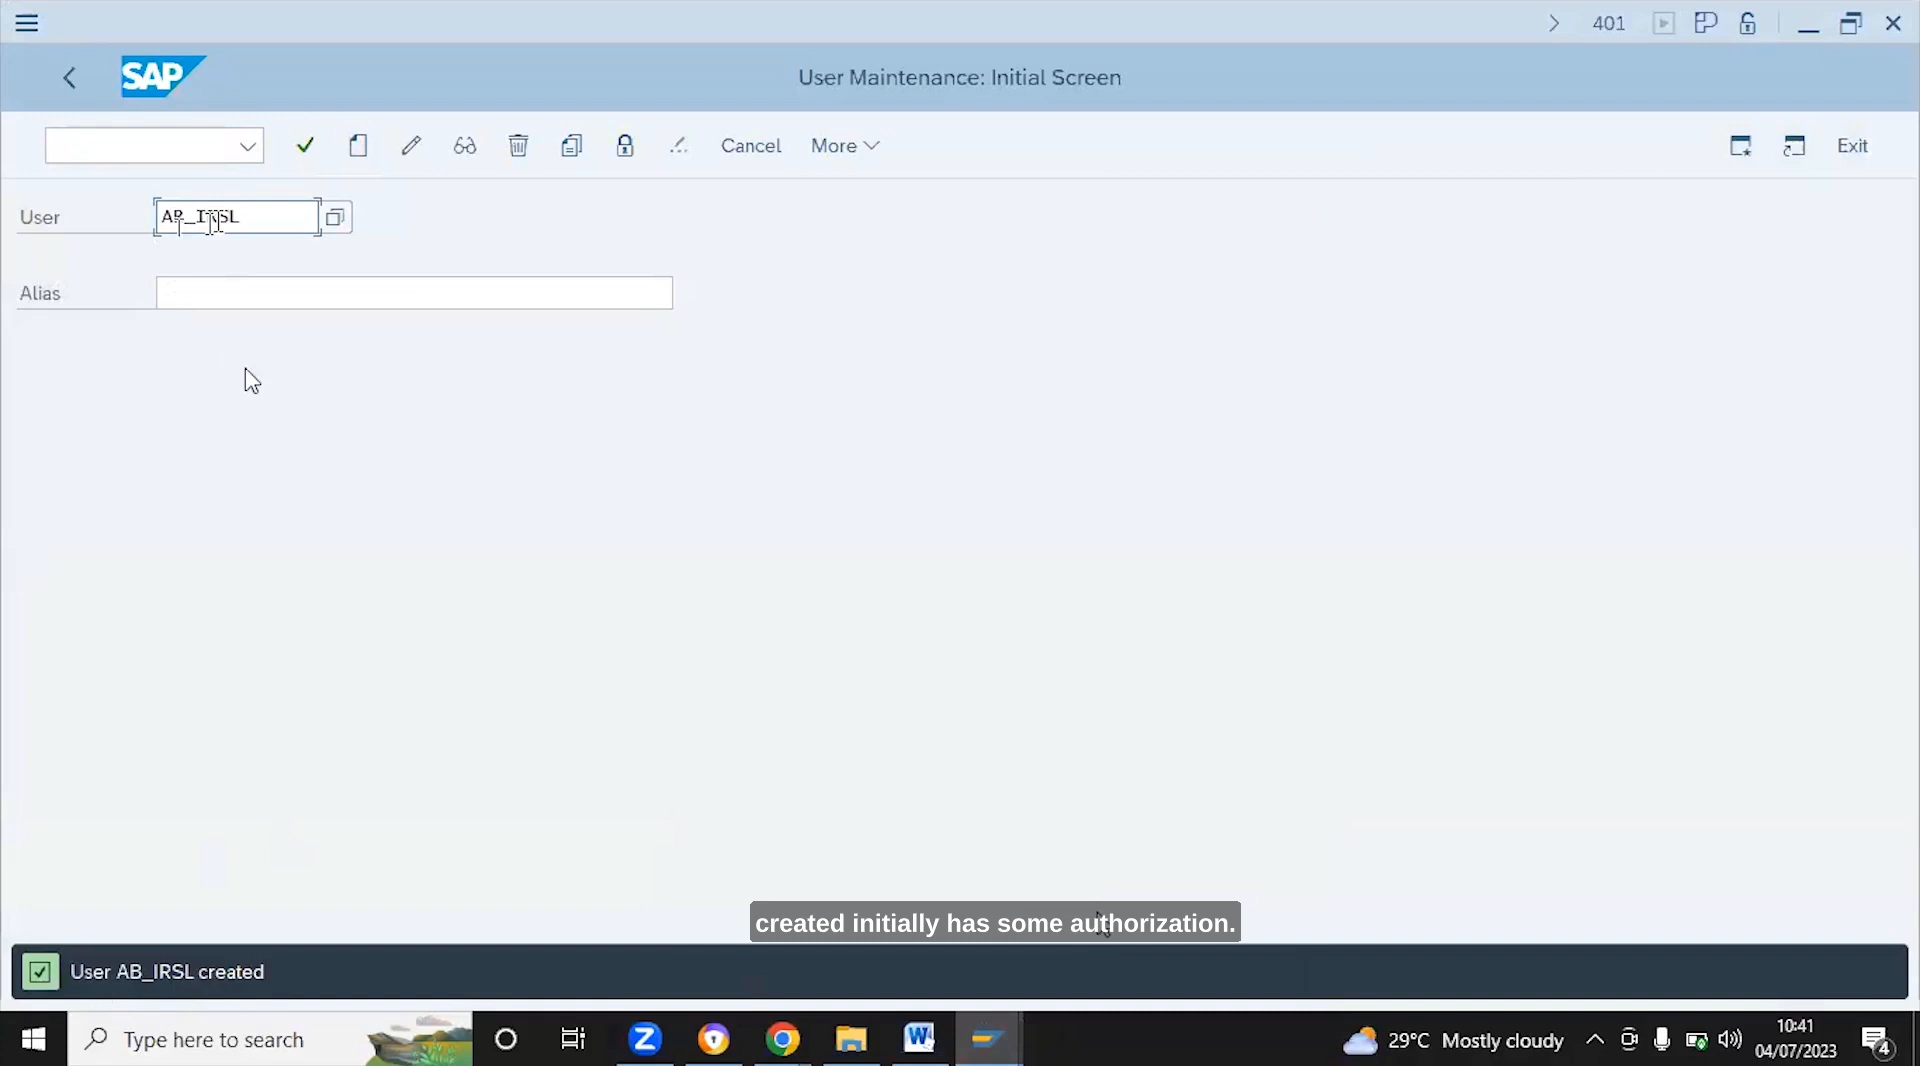 401
SAP
User Maintenance: Initial Screen
Cancel
More
Exit
User
AB_IRSL
Alias
created initially has some authorization.
User AB_IRSL created
Type here to search
29°C Mostly cloudy
10:41
04/07/2023
4